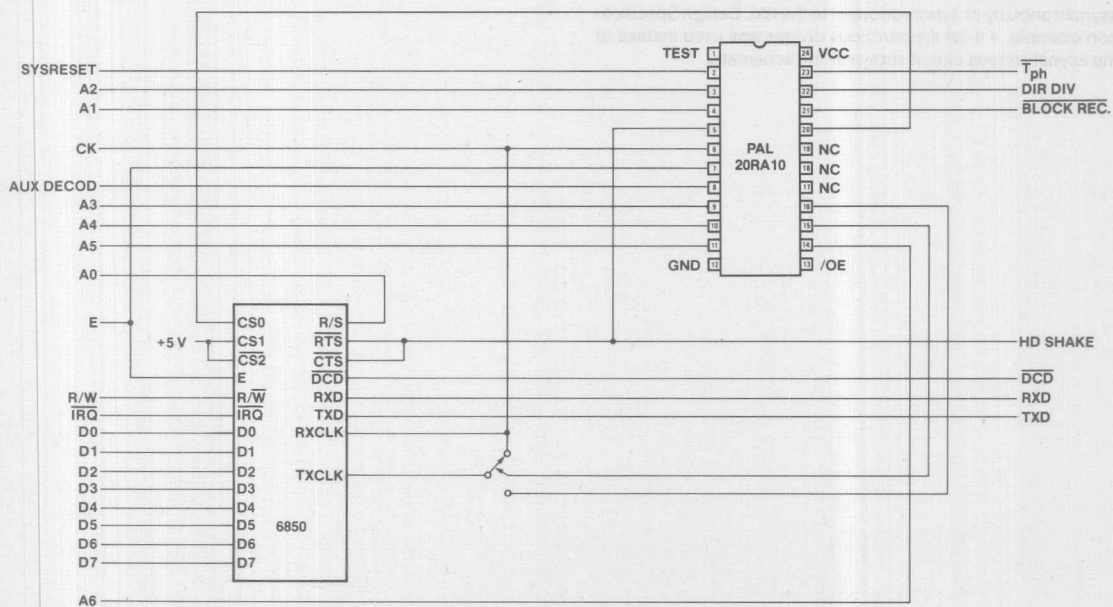 TEST
VCC
SYSRESET
A2
A1
CK
AUX DECOD
A3
A4
A5
A0
E
+5 V
R/W
IRQ
D0
D1
D2
D3
D4
D5
D6
D7
A6
1
2
3
4
5
6
7
8
9
10
11
12
24
23
22
21
20
19
18
17
16
15
14
13
PAL
20RA10
NC
NC
NC
GND
/OE
Tph
DIR DIV
BLOCK REC.
CS0
CS1
CS2
E
R/W
IRQ
D0
D1
D2
D3
D4
D5
D6
D7
6850
R/S
RTS
CTS
DCD
RXD
TXD
RXCLK
TXCLK
HD SHAKE
DCD
RXD
TXD